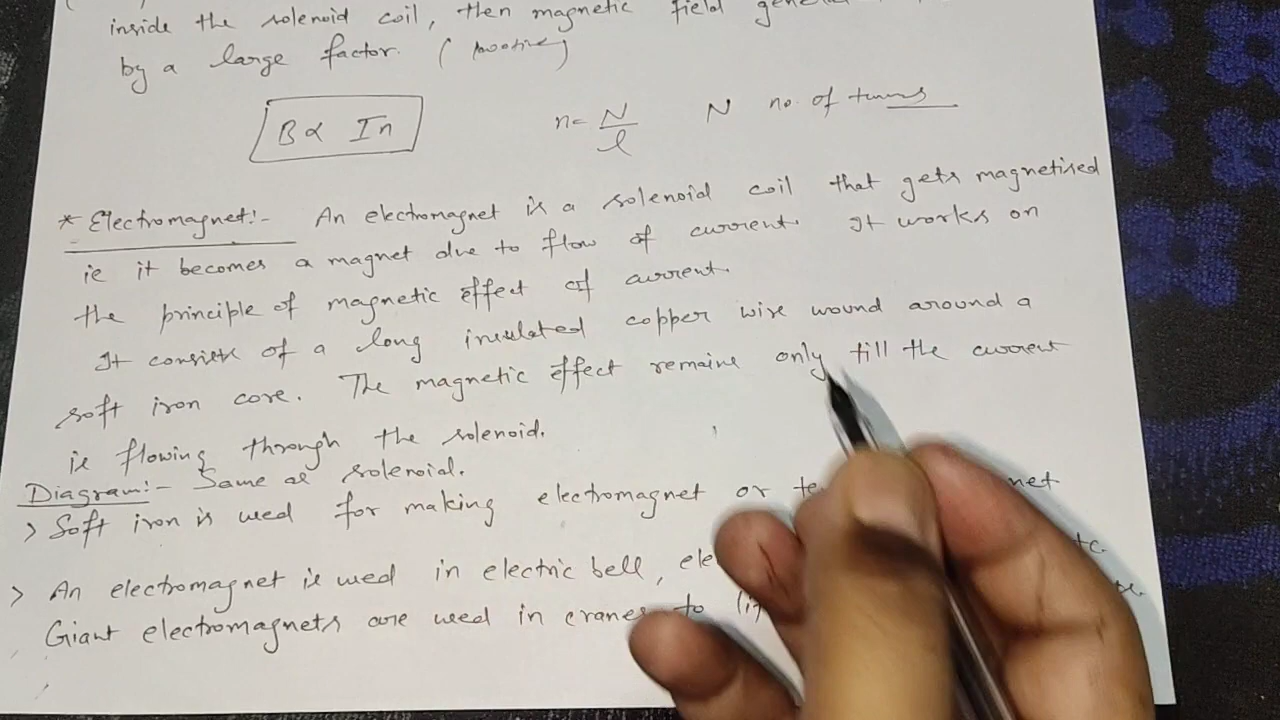 inside the solenoid coil, then magnetic field
by a large factor.
B∝ In
n= N/l N no. of turns
* Electromagnet:- An electromagnet is a solenoid coil that gets magnetised
ie it becomes a magnet due to flow of current. It works on
the principle of magnetic effect of current.
It consists of a long insulated copper wire wound around a
soft iron core. The magnetic effect remains only till the current
is flowing through the solenoid.
Diagram:- Same as solenoial.
> Soft iron is used for making electromagnet or
> An electromagnet is used in electric bell, etc.
Giant electromagnets are used in cranes to